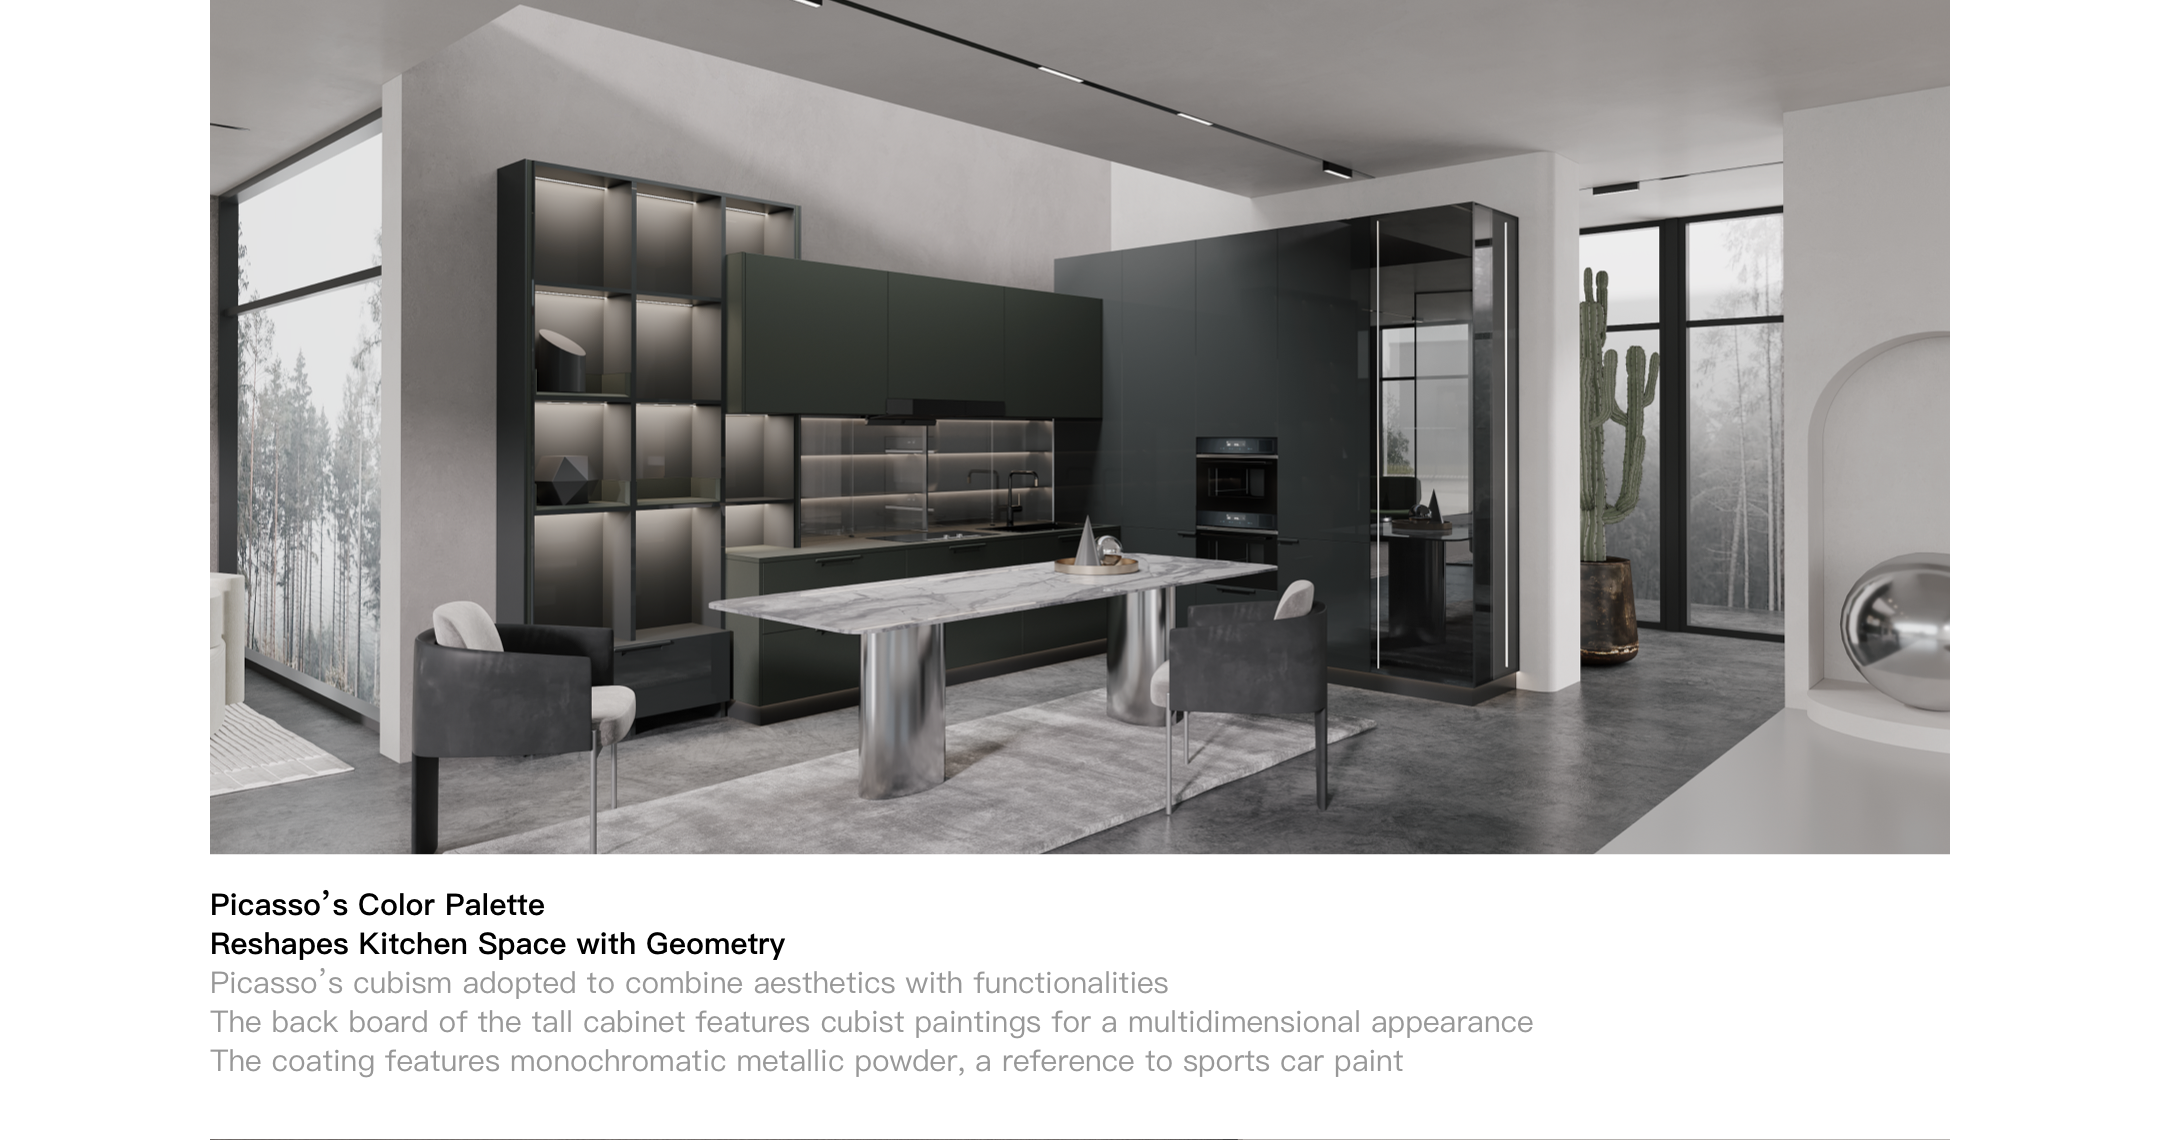 Picasso’s Color Palette
Reshapes Kitchen Space with Geometry
Picasso’s cubism adopted to combine aesthetics with functionalities
The back board of the tall cabinet features cubist paintings for a multidimensional appearance
The coating features monochromatic metallic powder, a reference to sports car paint